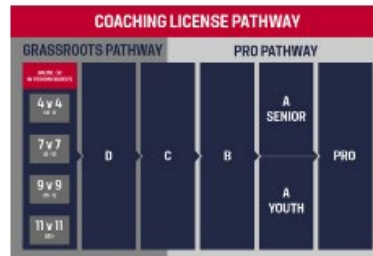 COACHING LICENSE PATHWAY
GRASSROOTS PATHWAY
PRO PATHWAY
4v4
7v7
9v9
11v11
D
C
B
A
SENIOR
A
YOUTH
PRO